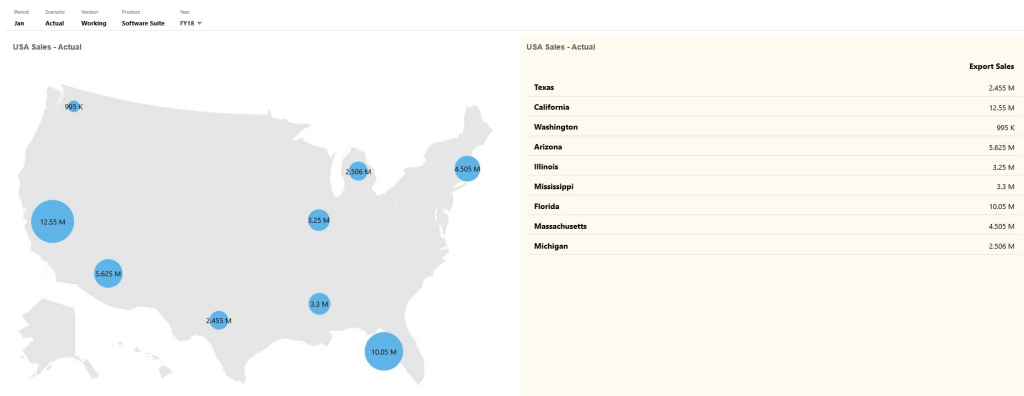 Period Scenario Version Product Year
Jan Actual Working Software Suite FY18
USA Sales - Actual
995 K
2.506 M
4.505 M
12.55 M
3.25 M
5.625 M
3.3 M
2.455 M
10.05 M
USA Sales - Actual
Export Sales
Texas 2.455 M
California 12.55 M
Washington 995 K
Arizona 5.625 M
Illinois 3.25 M
Mississippi 3.3 M
Florida 10.05 M
Massachusetts 4.505 M
Michigan 2.506 M